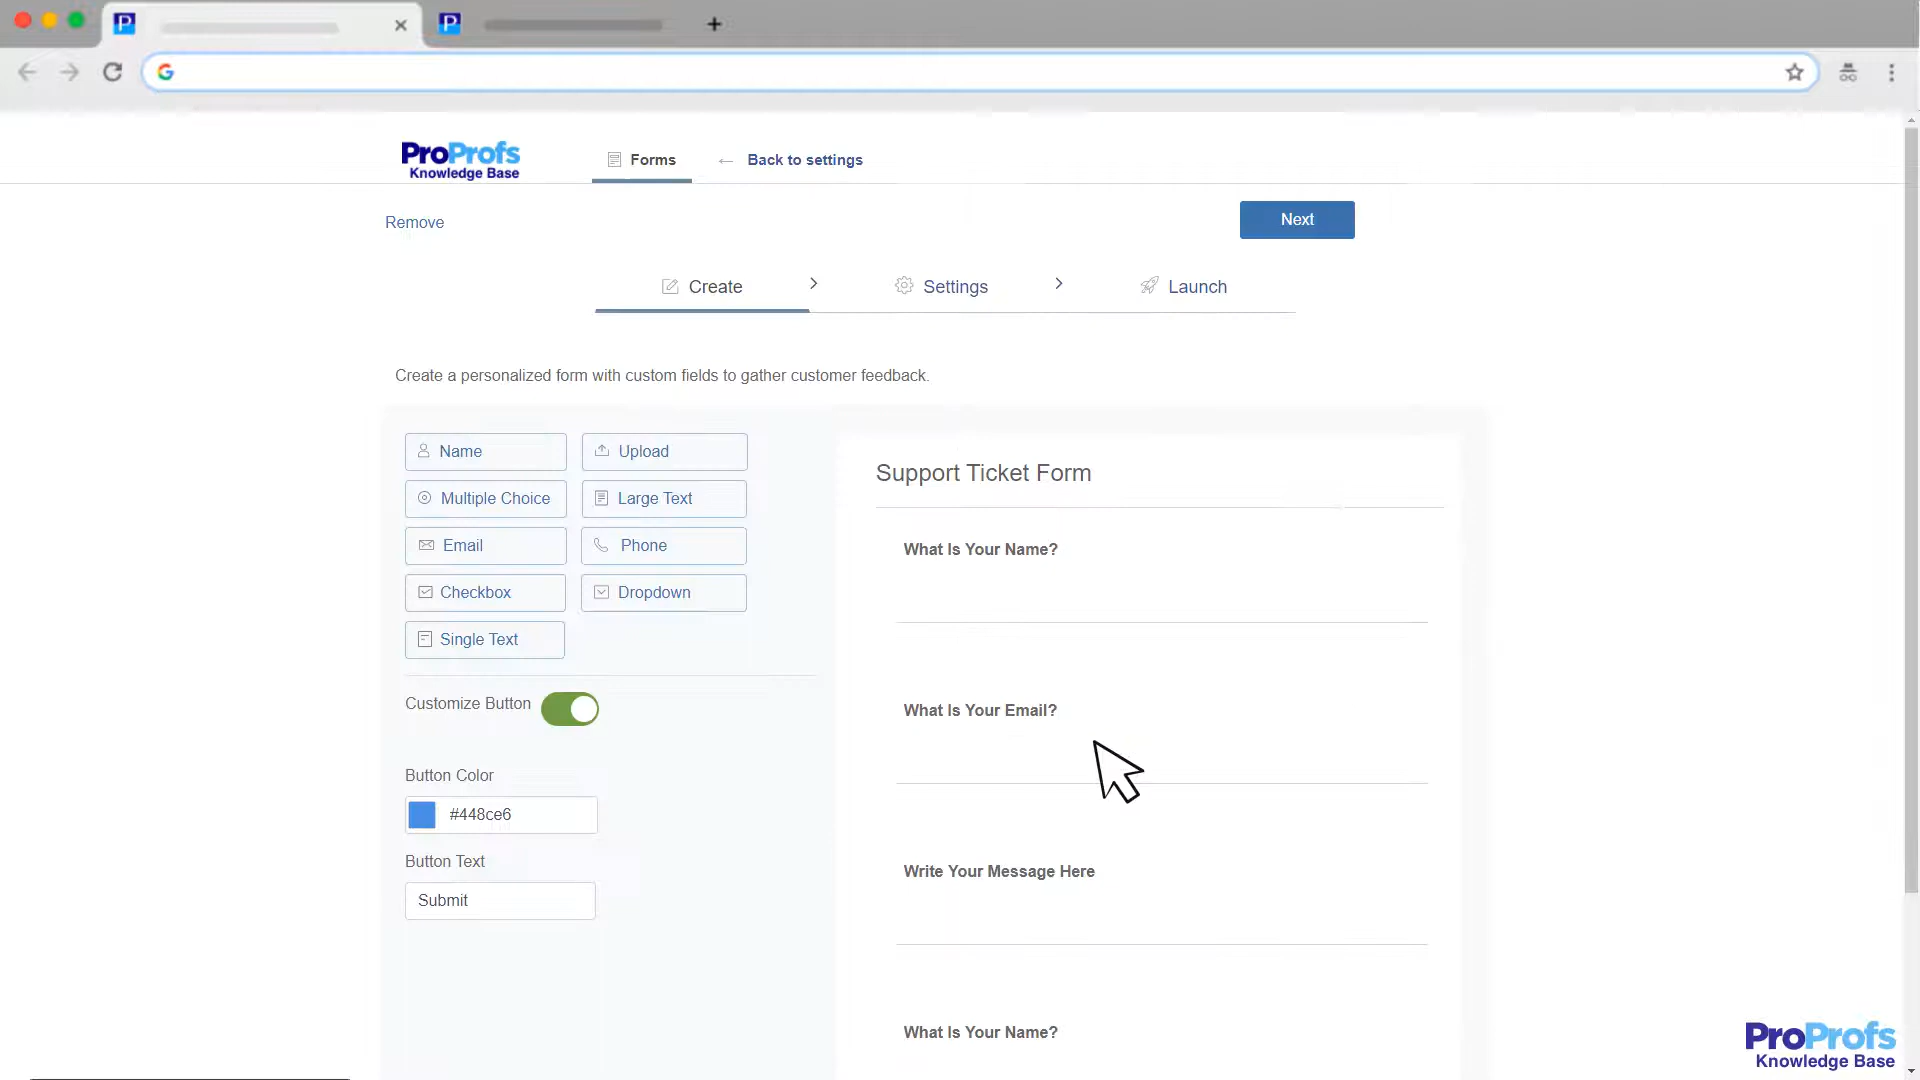 ProProfs
Knowledge Base
Forms
Back to settings
Remove
Next
Create
Settings
Launch
Create a personalized form with custom fields to gather customer feedback.
Name
Upload
Multiple Choice
Large Text
Email
Phone
Checkbox
Dropdown
Single Text
Customize Button
Button Color
#448ce6
Button Text
Submit
Support Ticket Form
What Is Your Name?
What Is Your Email?
Write Your Message Here
What Is Your Name?
ProProfs
Knowledge Base